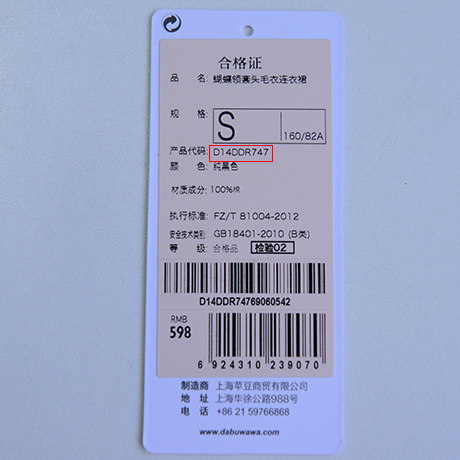 合格证
品 名: 蝴蝶领套头毛衣连衣裙
规 格: S 160/82A
产品代码: D14DDR747
颜 色: 纯黑色
材质成分: 100%棉
执行标准: FZ/T 81004-2012
安全技术类别: GB18401-2010 (B类)
等 级: 合格品 检验02
D14DDR74769060542
RMB
598
6 924310 239070
制造商 上海苹豆商贸有限公司
地 址 上海华徐公路988号
电 话 +86 21 59766868
www.dabuwawa.com